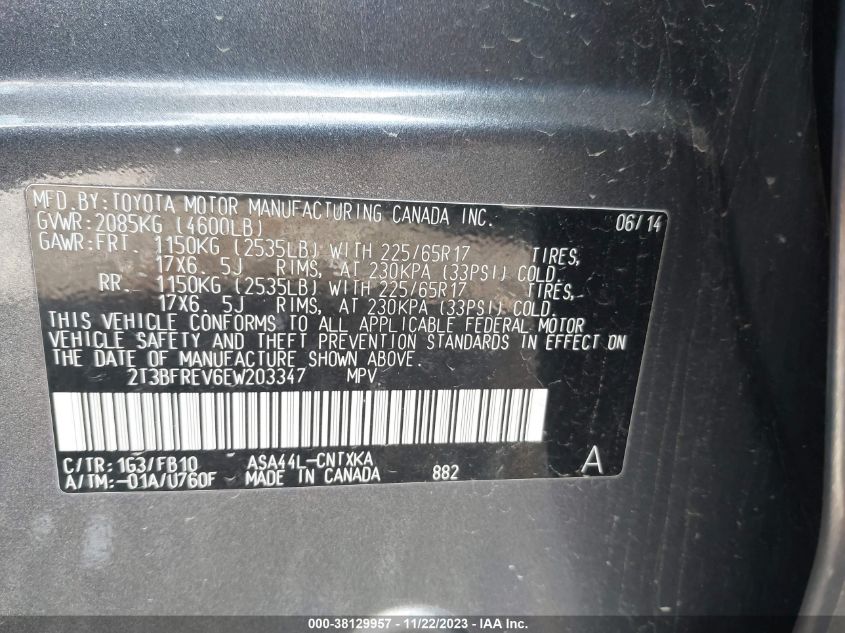 MFD.BY:TOYOTA MOTOR MANUFACTURING CANADA INC. 06/14
GVWR:2085KG (4600LB)
GAWR:FRT. 1150KG (2535LB) WITH 225/65R17 TIRES,
17X6.5J RIMS, AT 230KPA (33PSI) COLD.
RR. 1150KG (2535LB) WITH 225/65R17 TIRES,
17X6.5J RIMS, AT 230KPA (33PSI) COLD.
THIS VEHICLE CONFORMS TO ALL APPLICABLE FEDERAL MOTOR
VEHICLE SAFETY AND THEFT PREVENTION STANDARDS IN EFFECT ON
THE DATE OF MANUFACTURE SHOWN ABOVE.
2T3BFREV6EW203347 MPV
C/TR:1G3/FB10 ASA44L-CNTXKA
A/TM:-01A/U760F MADE IN CANADA 882 A
000-38129957 - 11/22/2023 - IAA Inc.